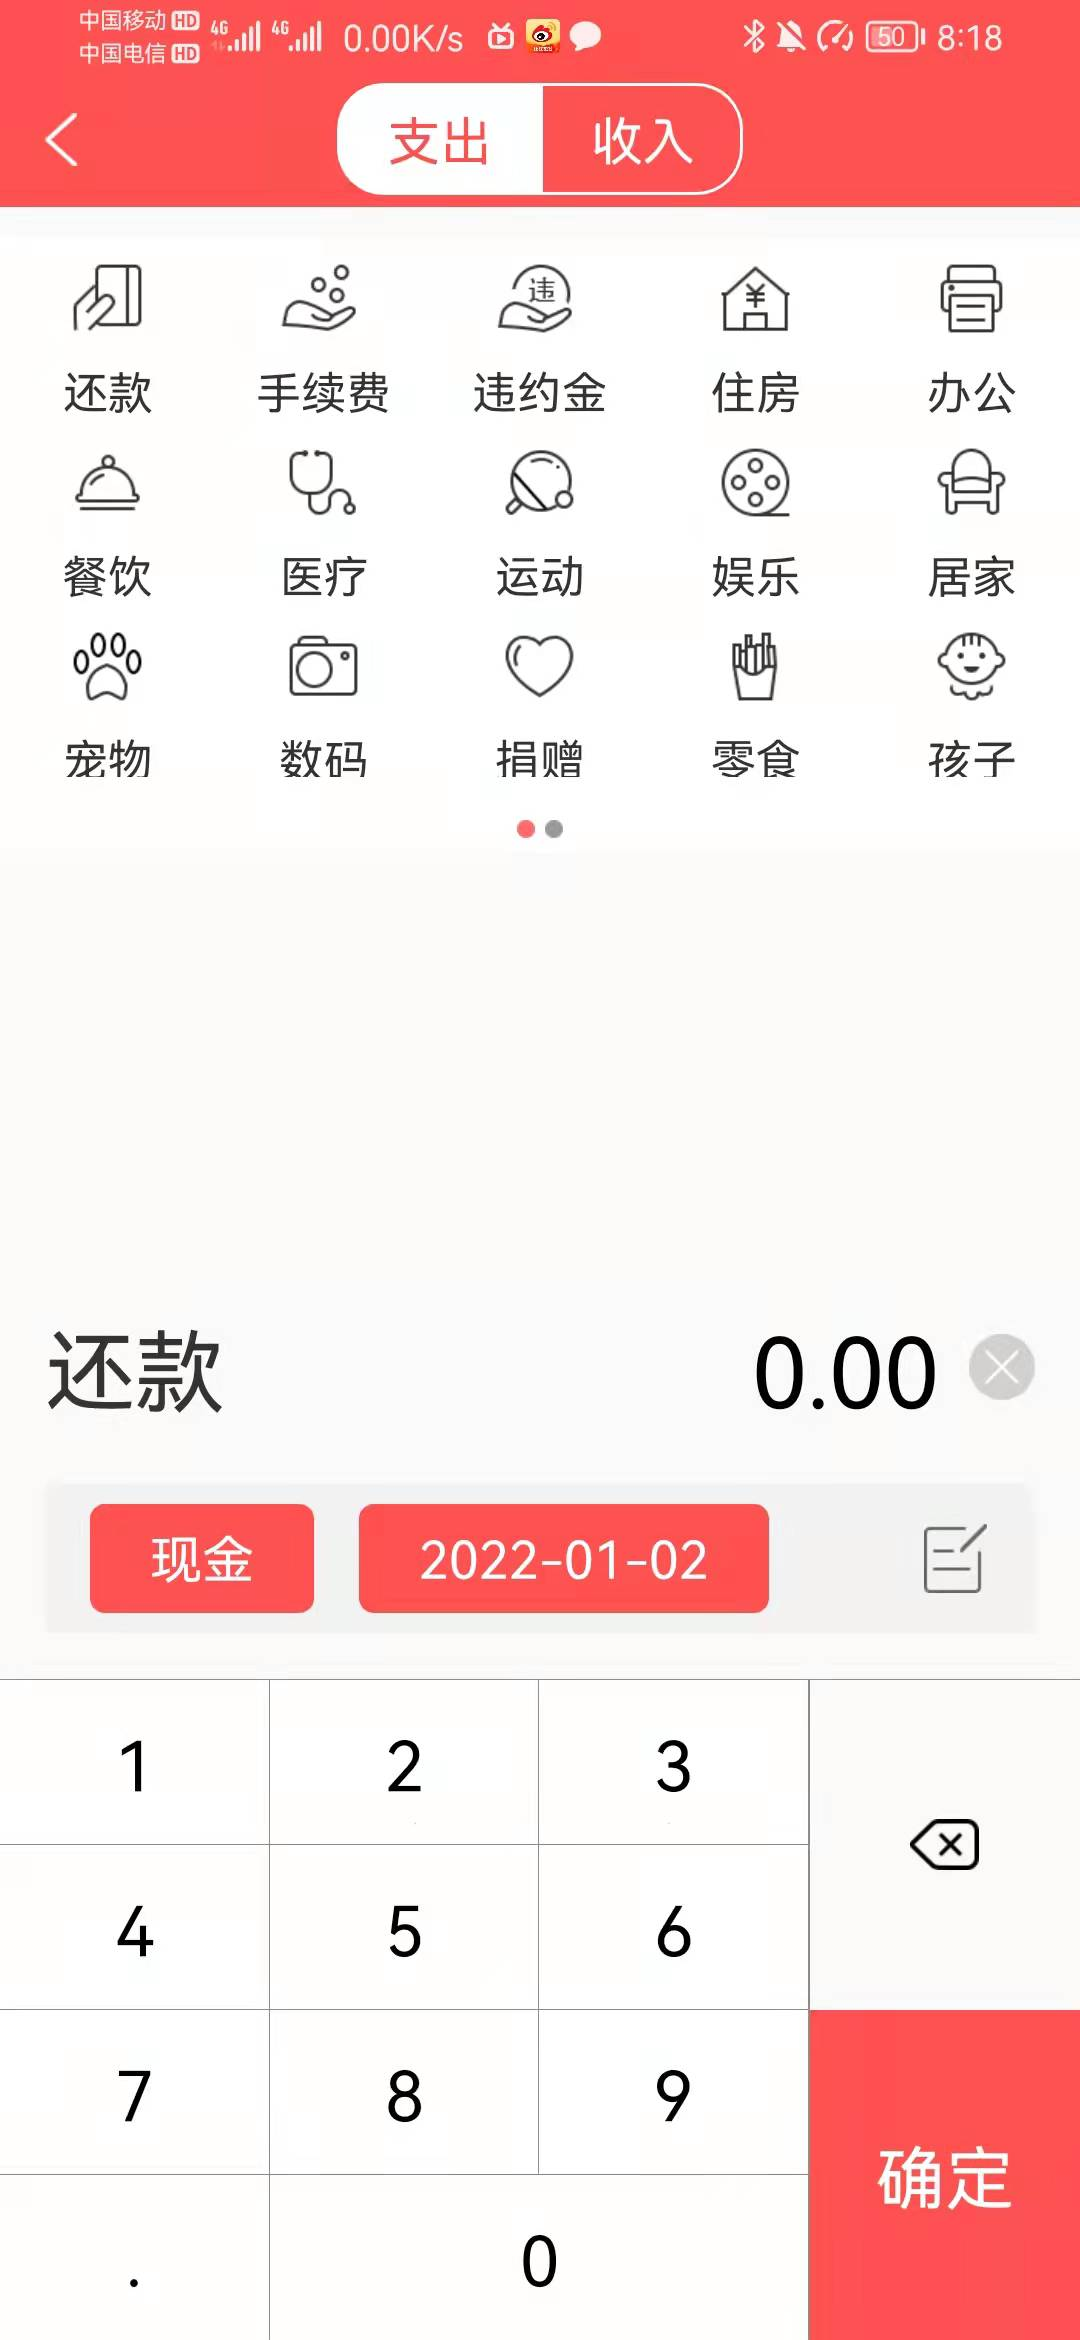 中国移动 HD 4G 4G 0.00K/s 50 8:18
中国电信 HD
支出 收入
违
¥
还款 手续费 违约金 住房 办公
餐饮 医疗 运动 娱乐 居家
宠物 数码 捐赠 零食 孩子
还款 0.00
现金 2022-01-02
1 2 3
4 5 6
7 8 9
确定
. 0